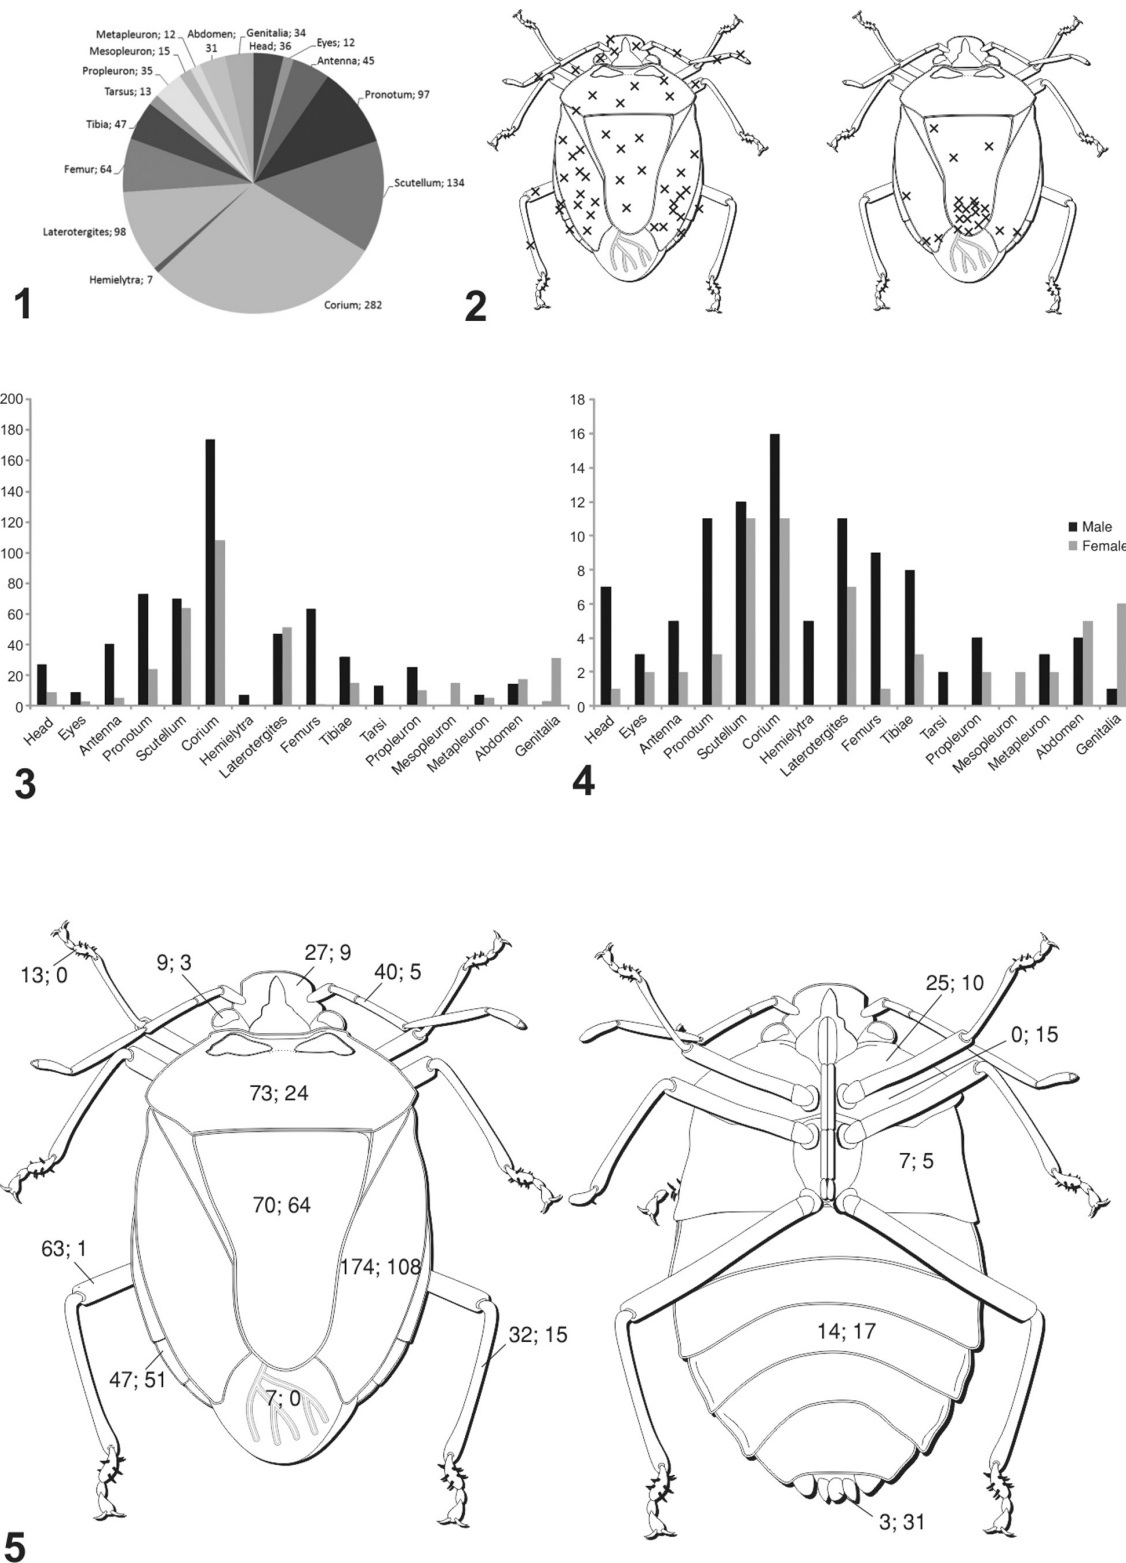 Metapleuron; 12
Abdomen; 31
Genitalia; 34
Head; 36
Eyes; 12
Mesopleuron; 15
Antenna; 45
Propleuron; 35
Tarsus; 13
Pronotum; 97
Tibia; 47
Femur; 64
Scutellum; 134
Laterotergites; 98
Hemielytra; 7
Corium; 282
1
2
200
180
160
140
120
100
80
60
40
20
0
Head
Eyes
Antenna
Pronotum
Scutellum
Corium
Hemielytra
Laterotergites
Femurs
Tibiae
Tarsi
Propleuron
Mesopleuron
Metapleuron
Abdomen
Genitalia
3
18
16
14
12
10
8
6
4
2
0
Male
Female
Head
Eyes
Antenna
Pronotum
Scutellum
Corium
Hemielytra
Laterotergites
Femurs
Tibiae
Tarsi
Propleuron
Mesopleuron
Metapleuron
Abdomen
Genitalia
4
13; 0
9; 3
27; 9
40; 5
73; 24
70; 64
63; 1
174; 108
32; 15
47; 51
7; 0
25; 10
0; 15
7; 5
14; 17
3; 31
5